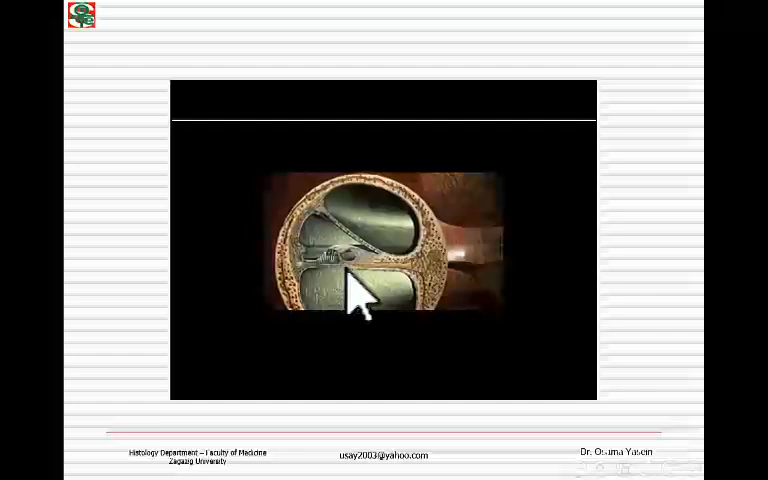 Histology Department – Faculty of Medicine
Zagazig University
usay2003@yahoo.com
Dr. Osama Yasein